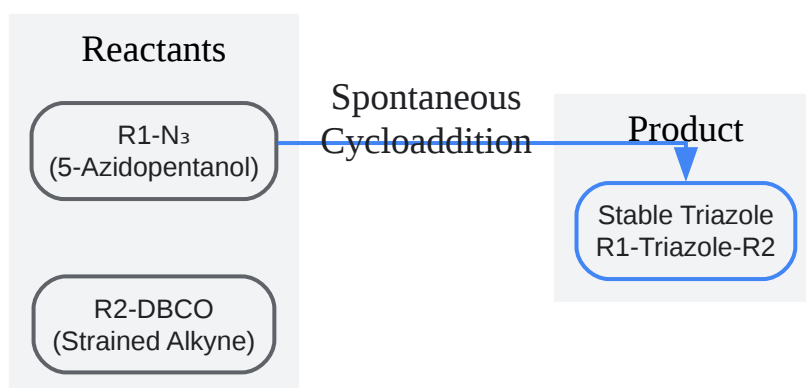 Reactants
R1-N₃
(5-Azidopentanol)
R2-DBCO
(Strained Alkyne)
Spontaneous
Cycloaddition
Product
Stable Triazole
R1-Triazole-R2